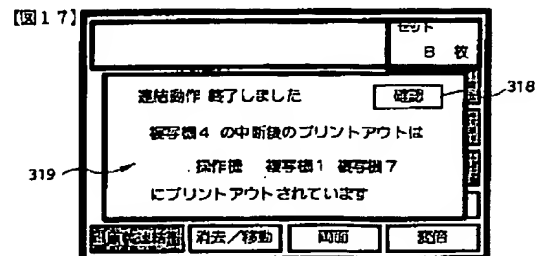 【図17】
セット
8 枚
連結動作 終了しました
確認
318
複写機4 の中断後のプリントアウトは
319
操作機 複写機1 複写機7
にプリントアウトされています
消去／移動
両面
変倍